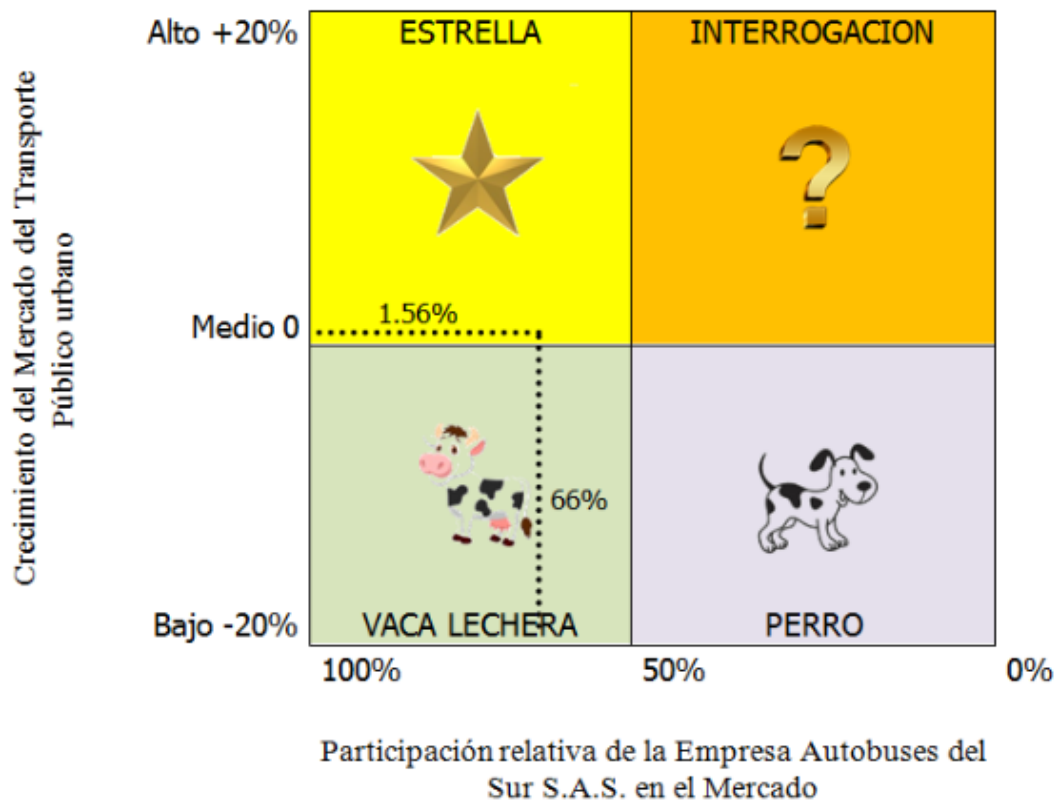 Alto +20%
ESTRELLA
INTERROGACION
?
Crecimiento del Mercado del Transporte
Público urbano
1.56%
Medio 0
66%
Bajo -20%
VACA LECHERA
PERRO
100%
50%
0%
Participación relativa de la Empresa Autobuses del
Sur S.A.S. en el Mercado